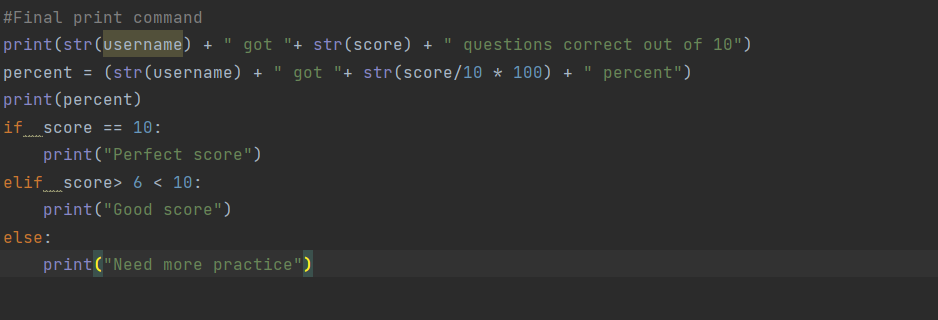 #Final print command
print(str(username) + " got "+ str(score) + " questions correct out of 10")
percent = (str(username) + " got "+ str(score/10 * 100) + " percent")
print(percent)
if  score == 10:
    print("Perfect score")
elif  score> 6 < 10:
    print("Good score")
else:
    print("Need more practice")